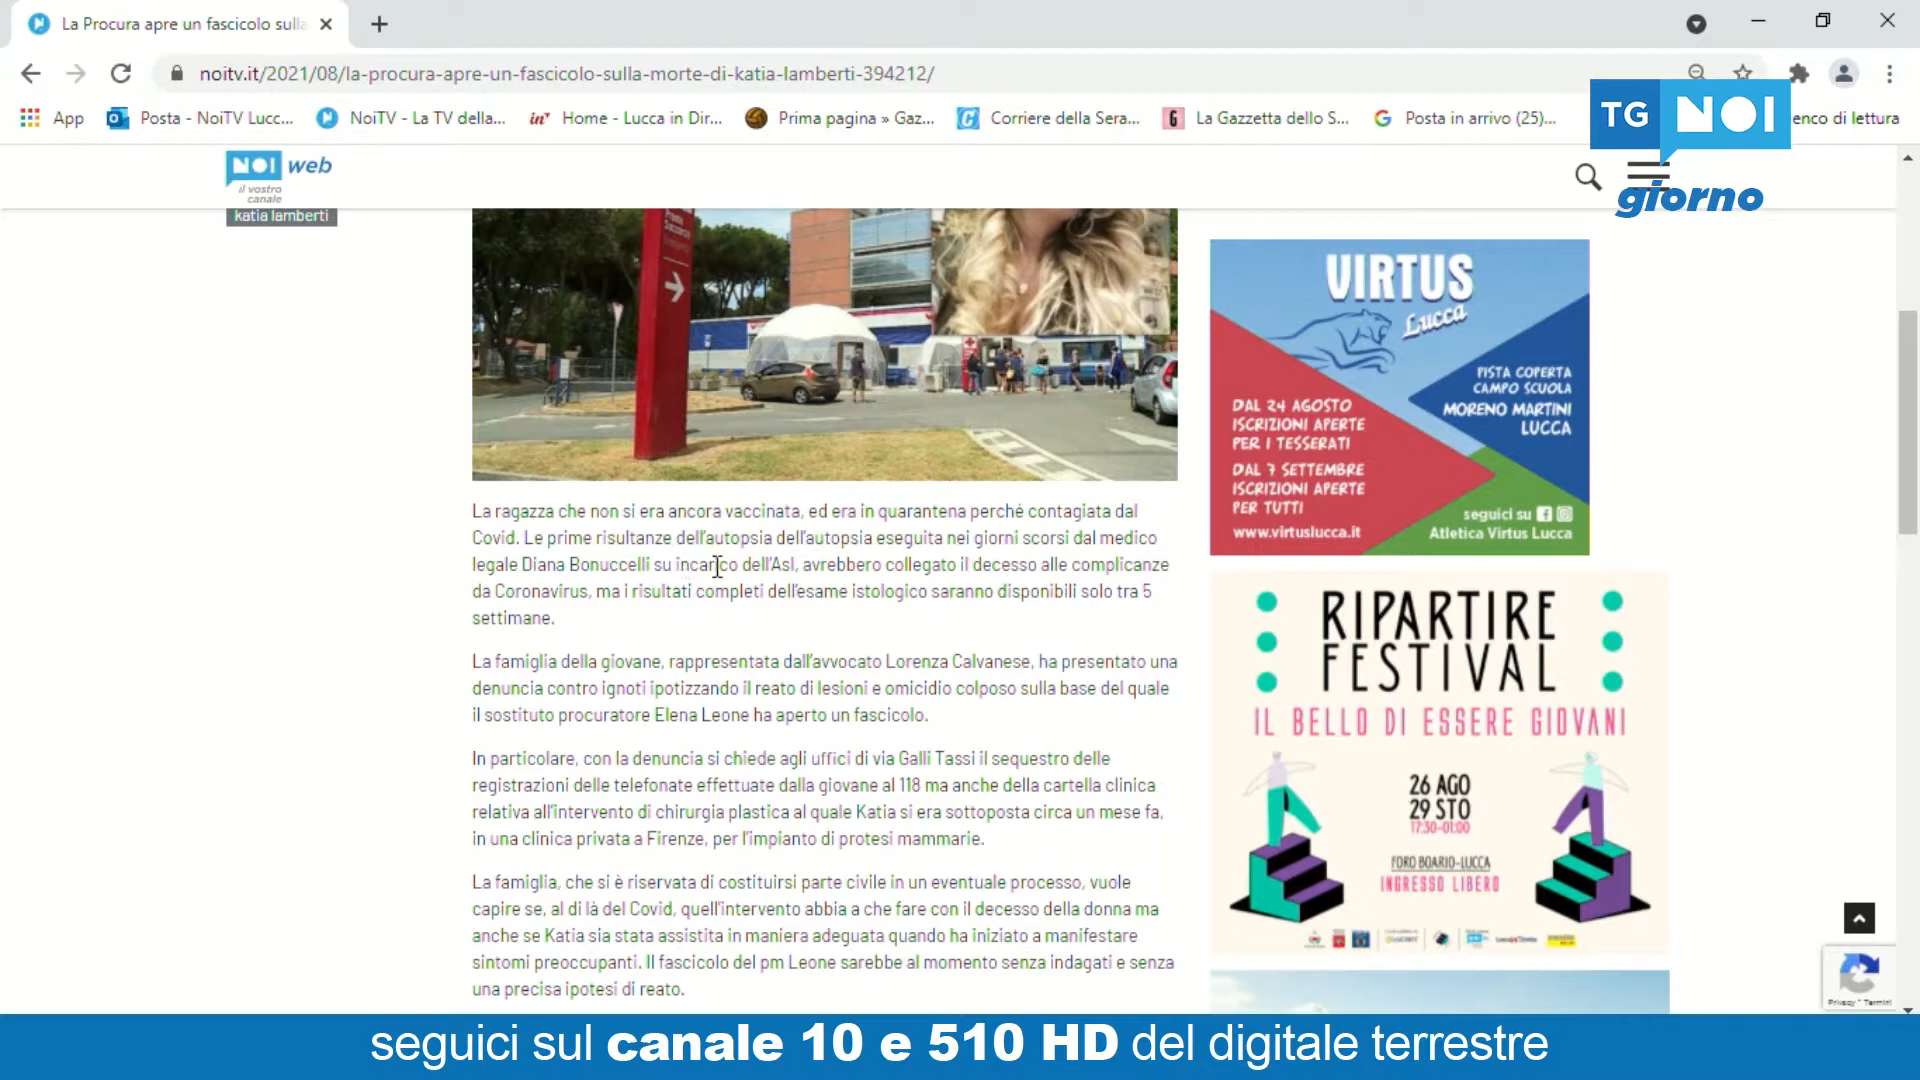 La Procura apre un fascicolo sulla
noitv.it/2021/08/la-procura-apre-un-fascicolo-sulla-morte-di-katia-lamberti-394212/
App
Posta - NoiTV Lucc...
NoiTV - La TV della...
Home - Lucca in Dir...
Prima pagina » Gaz...
Corriere della Sera...
La Gazzetta dello S...
Posta in arrivo (25)...
enco di lettura
TG NOI
giorno
NOI web
il vostro
canale
katia lamberti
Pronto
Soccorso
VIRTUS
Lucca
PISTA COPERTA
CAMPO SCUOLA
MORENO MARTINI
LUCCA
DAL 24 AGOSTO
ISCRIZIONI APERTE
PER I TESSERATI
DAL 7 SETTEMBRE
ISCRIZIONI APERTE
PER TUTTI
www.virtuslucca.it
seguici su
Atletica Virtus Lucca
La ragazza che non si era ancora vaccinata, ed era in quarantena perché contagiata dal
Covid. Le prime risultanze dell'autopsia dell'autopsia eseguita nei giorni scorsi dal medico
legale Diana Bonuccelli su incarico dell'Asl, avrebbero collegato il decesso alle complicanze
da Coronavirus, ma i risultati completi dell'esame istologico saranno disponibili solo tra 5
settimane.
La famiglia della giovane, rappresentata dall'avvocato Lorenza Calvanese, ha presentato una
denuncia contro ignoti ipotizzando il reato di lesioni e omicidio colposo sulla base del quale
il sostituto procuratore Elena Leone ha aperto un fascicolo.
In particolare, con la denuncia si chiede agli uffici di via Galli Tassi il sequestro delle
registrazioni delle telefonate effettuate dalla giovane al 118 ma anche della cartella clinica
relativa all'intervento di chirurgia plastica al quale Katia si era sottoposta circa un mese fa,
in una clinica privata a Firenze, per l'impianto di protesi mammarie.
La famiglia, che si è riservata di costituirsi parte civile in un eventuale processo, vuole
capire se, al di là del Covid, quell'intervento abbia a che fare con il decesso della donna ma
anche se Katia sia stata assistita in maniera adeguata quando ha iniziato a manifestare
sintomi preoccupanti. Il fascicolo del pm Leone sarebbe al momento senza indagati e senza
una precisa ipotesi di reato.
RIPARTIRE
FESTIVAL
IL BELLO DI ESSERE GIOVANI
26 AGO
29 STO
17:30-01:00
FORO BOARIO-LUCCA
INGRESSO LIBERO
Privacy - Termini
seguici sul canale 10 e 510 HD del digitale terrestre